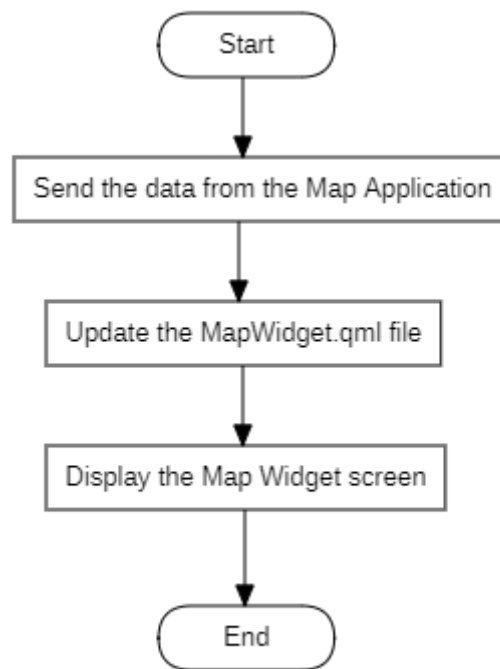 Start
Send the data from the Map Application
Update the MapWidget.qml file
Display the Map Widget screen
End